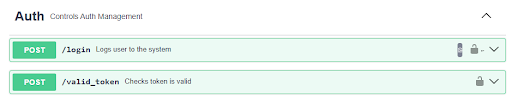 Auth Controls Auth Management
POST /login Logs user to the system
POST /valid_token Checks token is valid